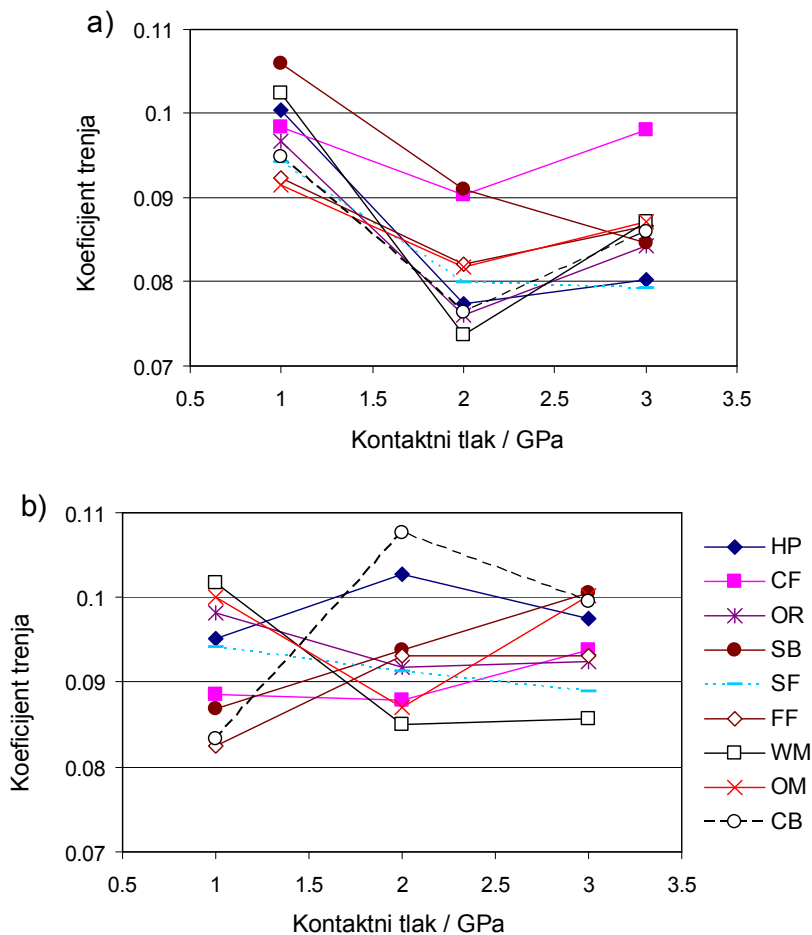 a)
Koeficijent trenja
0.11
0.1
0.09
0.08
0.07
0.5
1
1.5
2
2.5
3
3.5
Kontaktni tlak / GPa
b)
Koeficijent trenja
0.11
0.1
0.09
0.08
0.07
0.5
1
1.5
2
2.5
3
3.5
Kontaktni tlak / GPa
HP
CF
OR
SB
SF
FF
WM
OM
CB